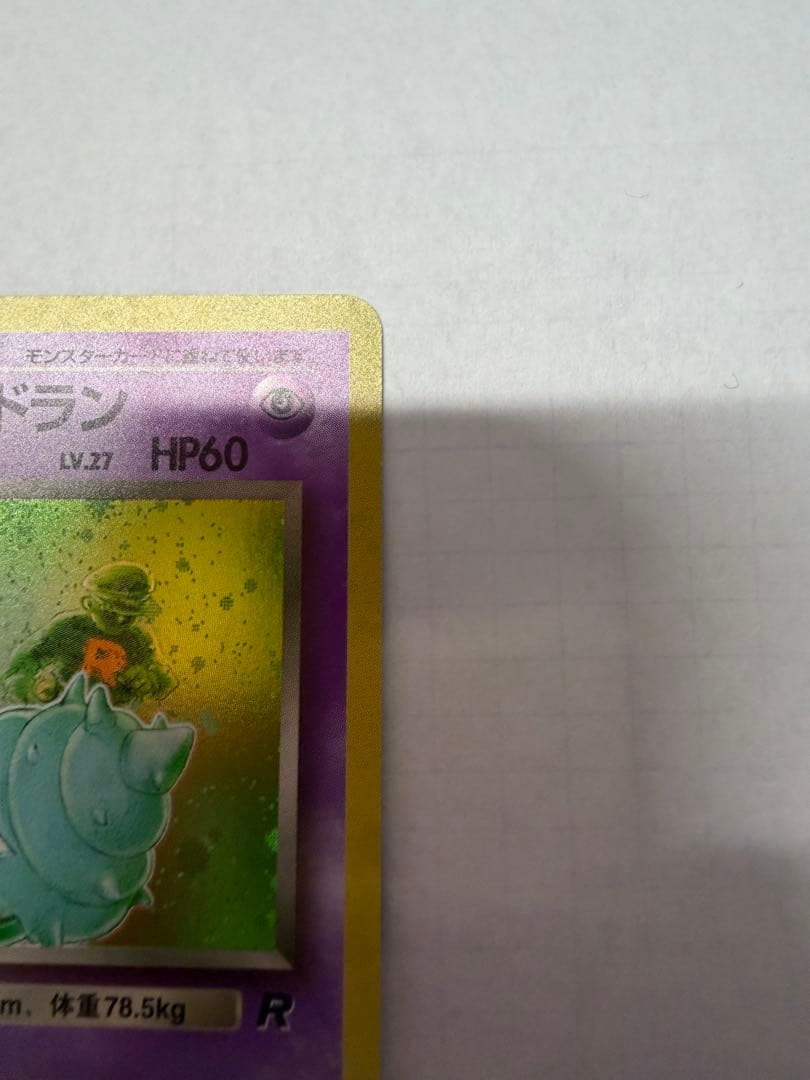 モンスターカードに重ねて使います。
ドラン
LV.27 HP60
R
m. 体重78.5kg R